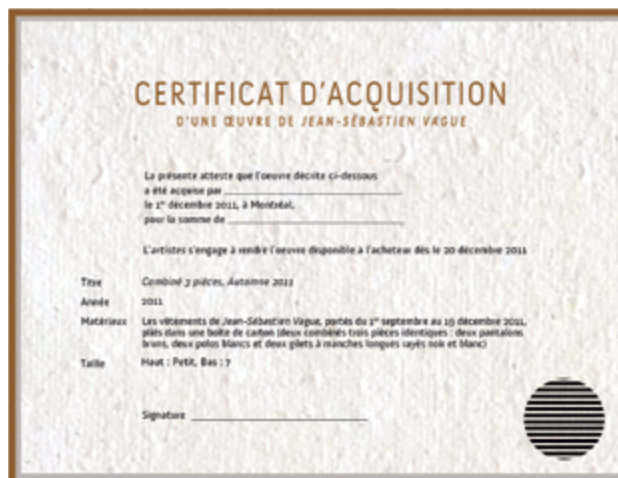 CERTIFICAT D'ACQUISITION
D'UNE ŒUVRE DE JEAN-SÉBASTIEN VAGUE
La présente atteste que l'oeuvre décrite ci-dessous
a été acquise par
le 1er décembre 2011, à Montréal,
pour la somme de
L'artistes s'engage à rendre l'oeuvre disponible à l'acheteur dès le 20 décembre 2011
Titre Combiné 3 pièces, Automne 2011
Année 2011
Matériaux Les vêtements de Jean-Sébastien Vague, portés du 1er septembre au 19 décembre 2011,
pliés dans une boîte de carton (deux combinés trois pièces identiques : deux pantalons
bruns, deux polos blancs et deux gilets à manches longues rayés noir et blanc)
Taille Haut : Petit, Bas : 7
Signature